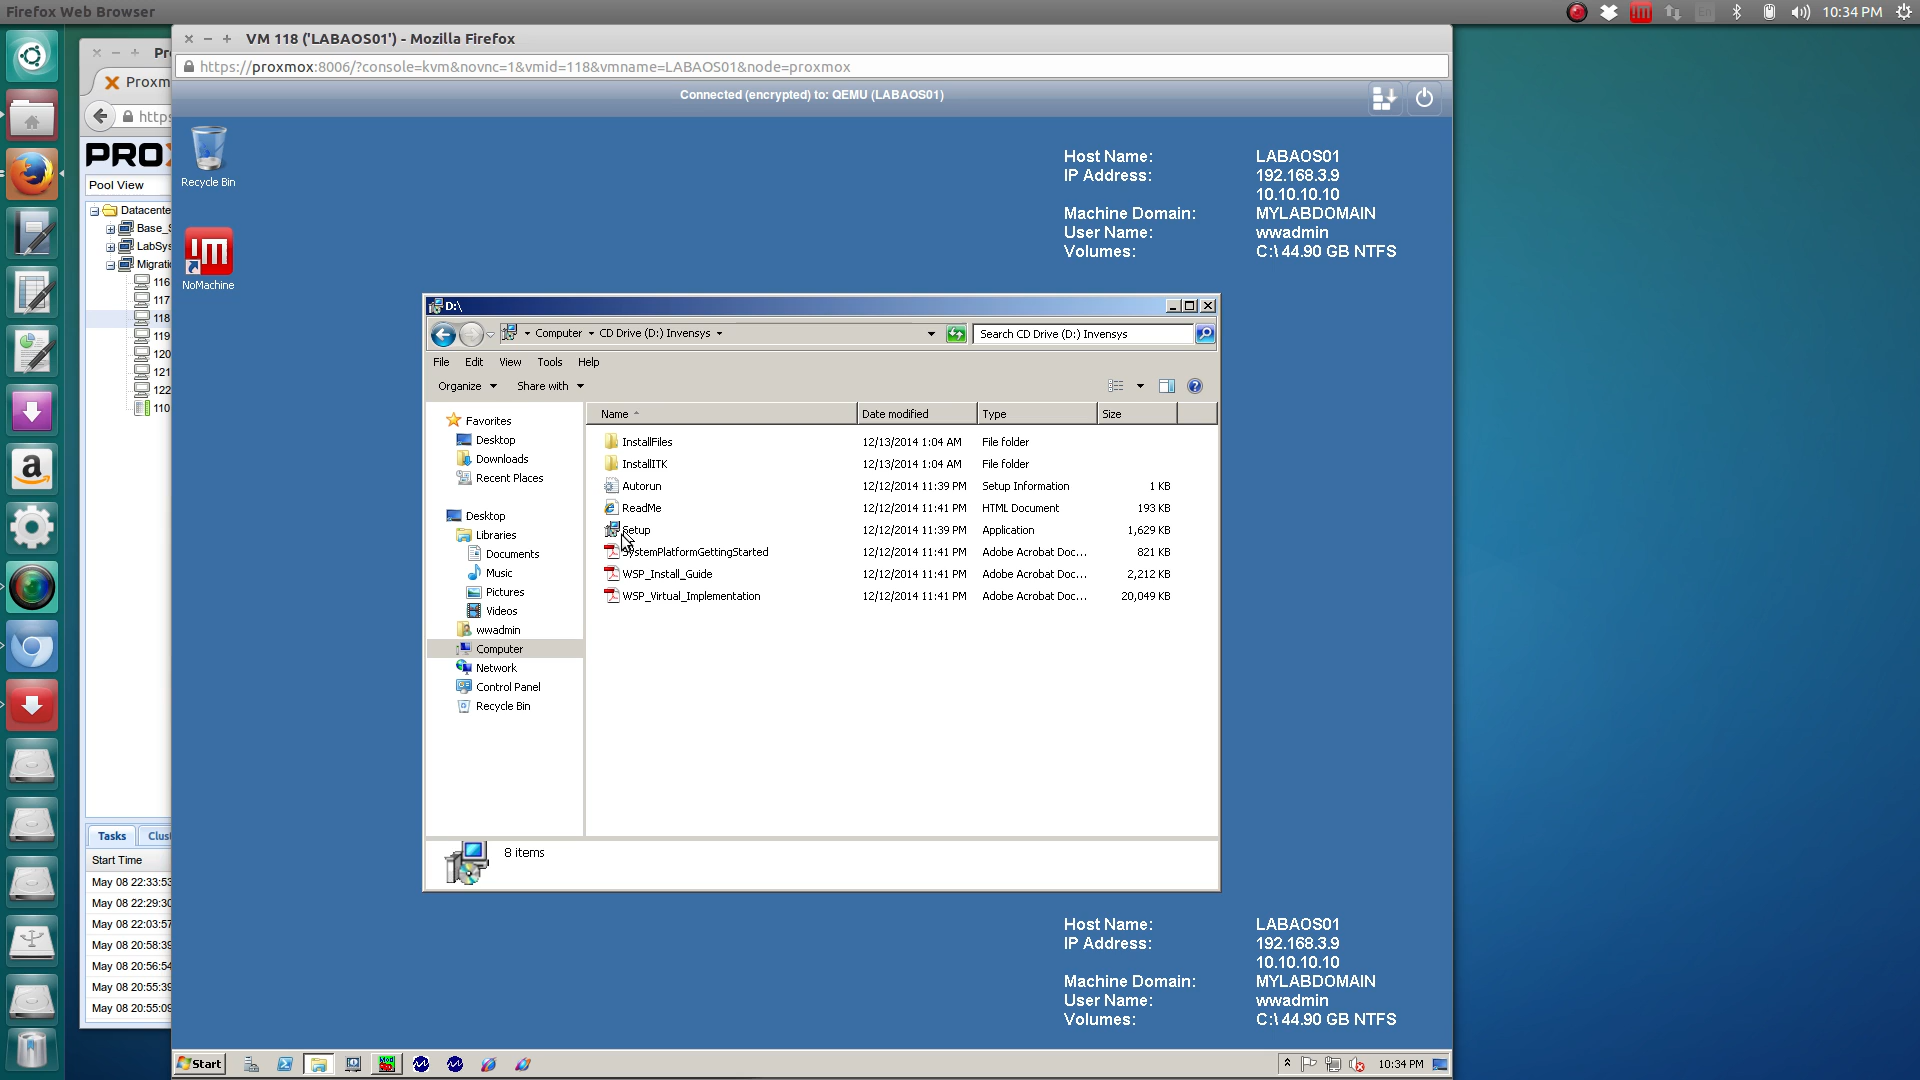 Firefox Web Browser
10:34 PM
Pr
VM 118 ('LABAOS01') - Mozilla Firefox
Proxm
https://proxmox:8006/?console=kvm&novnc=1&vmid=118&vmname=LABAOS01&node=proxmox
https
Connected (encrypted) to: QEMU (LABAOS01)
PROX
Pool View
Datacente
Base_S
LabSys
Migratio
116
117
118
119
120
121
122
110
Recycle Bin
NoMachine
Host Name: LABAOS01
IP Address: 192.168.3.9
10.10.10.10
Machine Domain: MYLABDOMAIN
User Name: wwadmin
Volumes: C:\ 44.90 GB NTFS
D:\
Computer CD Drive (D:) Invensys
Search CD Drive (D:) Invensys
File Edit View Tools Help
Organize Share with
Name Date modified Type Size
Favorites
Desktop
Downloads
Recent Places
Desktop
Libraries
Documents
Music
Pictures
Videos
wwadmin
Computer
Network
Control Panel
Recycle Bin
InstallFiles 12/13/2014 1:04 AM File folder
InstallITK 12/13/2014 1:04 AM File folder
Autorun 12/12/2014 11:39 PM Setup Information 1 KB
ReadMe 12/12/2014 11:41 PM HTML Document 193 KB
Setup 12/12/2014 11:39 PM Application 1,629 KB
SystemPlatformGettingStarted 12/12/2014 11:41 PM Adobe Acrobat Doc... 821 KB
WSP_Install_Guide 12/12/2014 11:41 PM Adobe Acrobat Doc... 2,212 KB
WSP_Virtual_Implementation 12/12/2014 11:41 PM Adobe Acrobat Doc... 20,049 KB
8 items
Tasks Clust
Start Time
May 08 22:33:53
May 08 22:29:30
May 08 22:03:57
May 08 20:58:39
May 08 20:56:54
May 08 20:55:39
May 08 20:55:09
Host Name: LABAOS01
IP Address: 192.168.3.9
10.10.10.10
Machine Domain: MYLABDOMAIN
User Name: wwadmin
Volumes: C:\ 44.90 GB NTFS
Start
10:34 PM